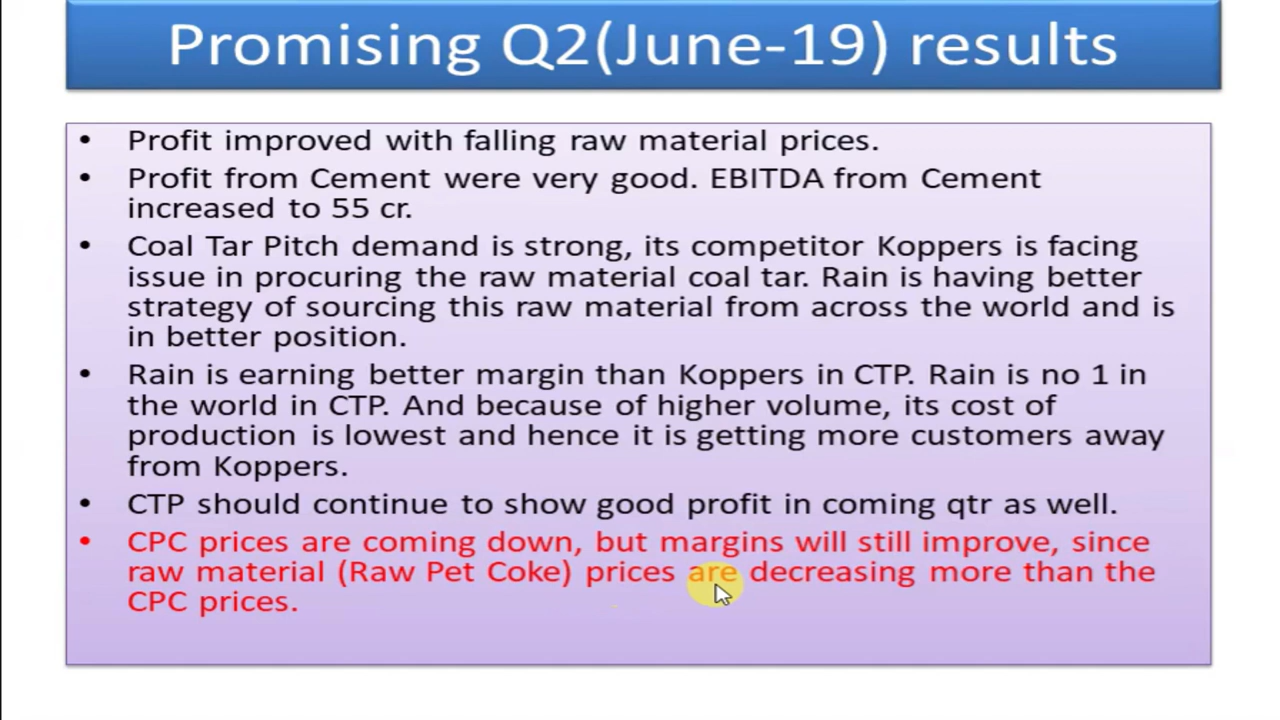 Promising Q2(June-19) results
• Profit improved with falling raw material prices.
• Profit from Cement were very good. EBITDA from Cement
increased to 55 cr.
• Coal Tar Pitch demand is strong, its competitor Koppers is facing
issue in procuring the raw material coal tar. Rain is having better
strategy of sourcing this raw material from across the world and is
in better position.
• Rain is earning better margin than Koppers in CTP. Rain is no 1 in
the world in CTP. And because of higher volume, its cost of
production is lowest and hence it is getting more customers away
from Koppers.
• CTP should continue to show good profit in coming qtr as well.
• CPC prices are coming down, but margins will still improve, since
raw material (Raw Pet Coke) prices are decreasing more than the
CPC prices.